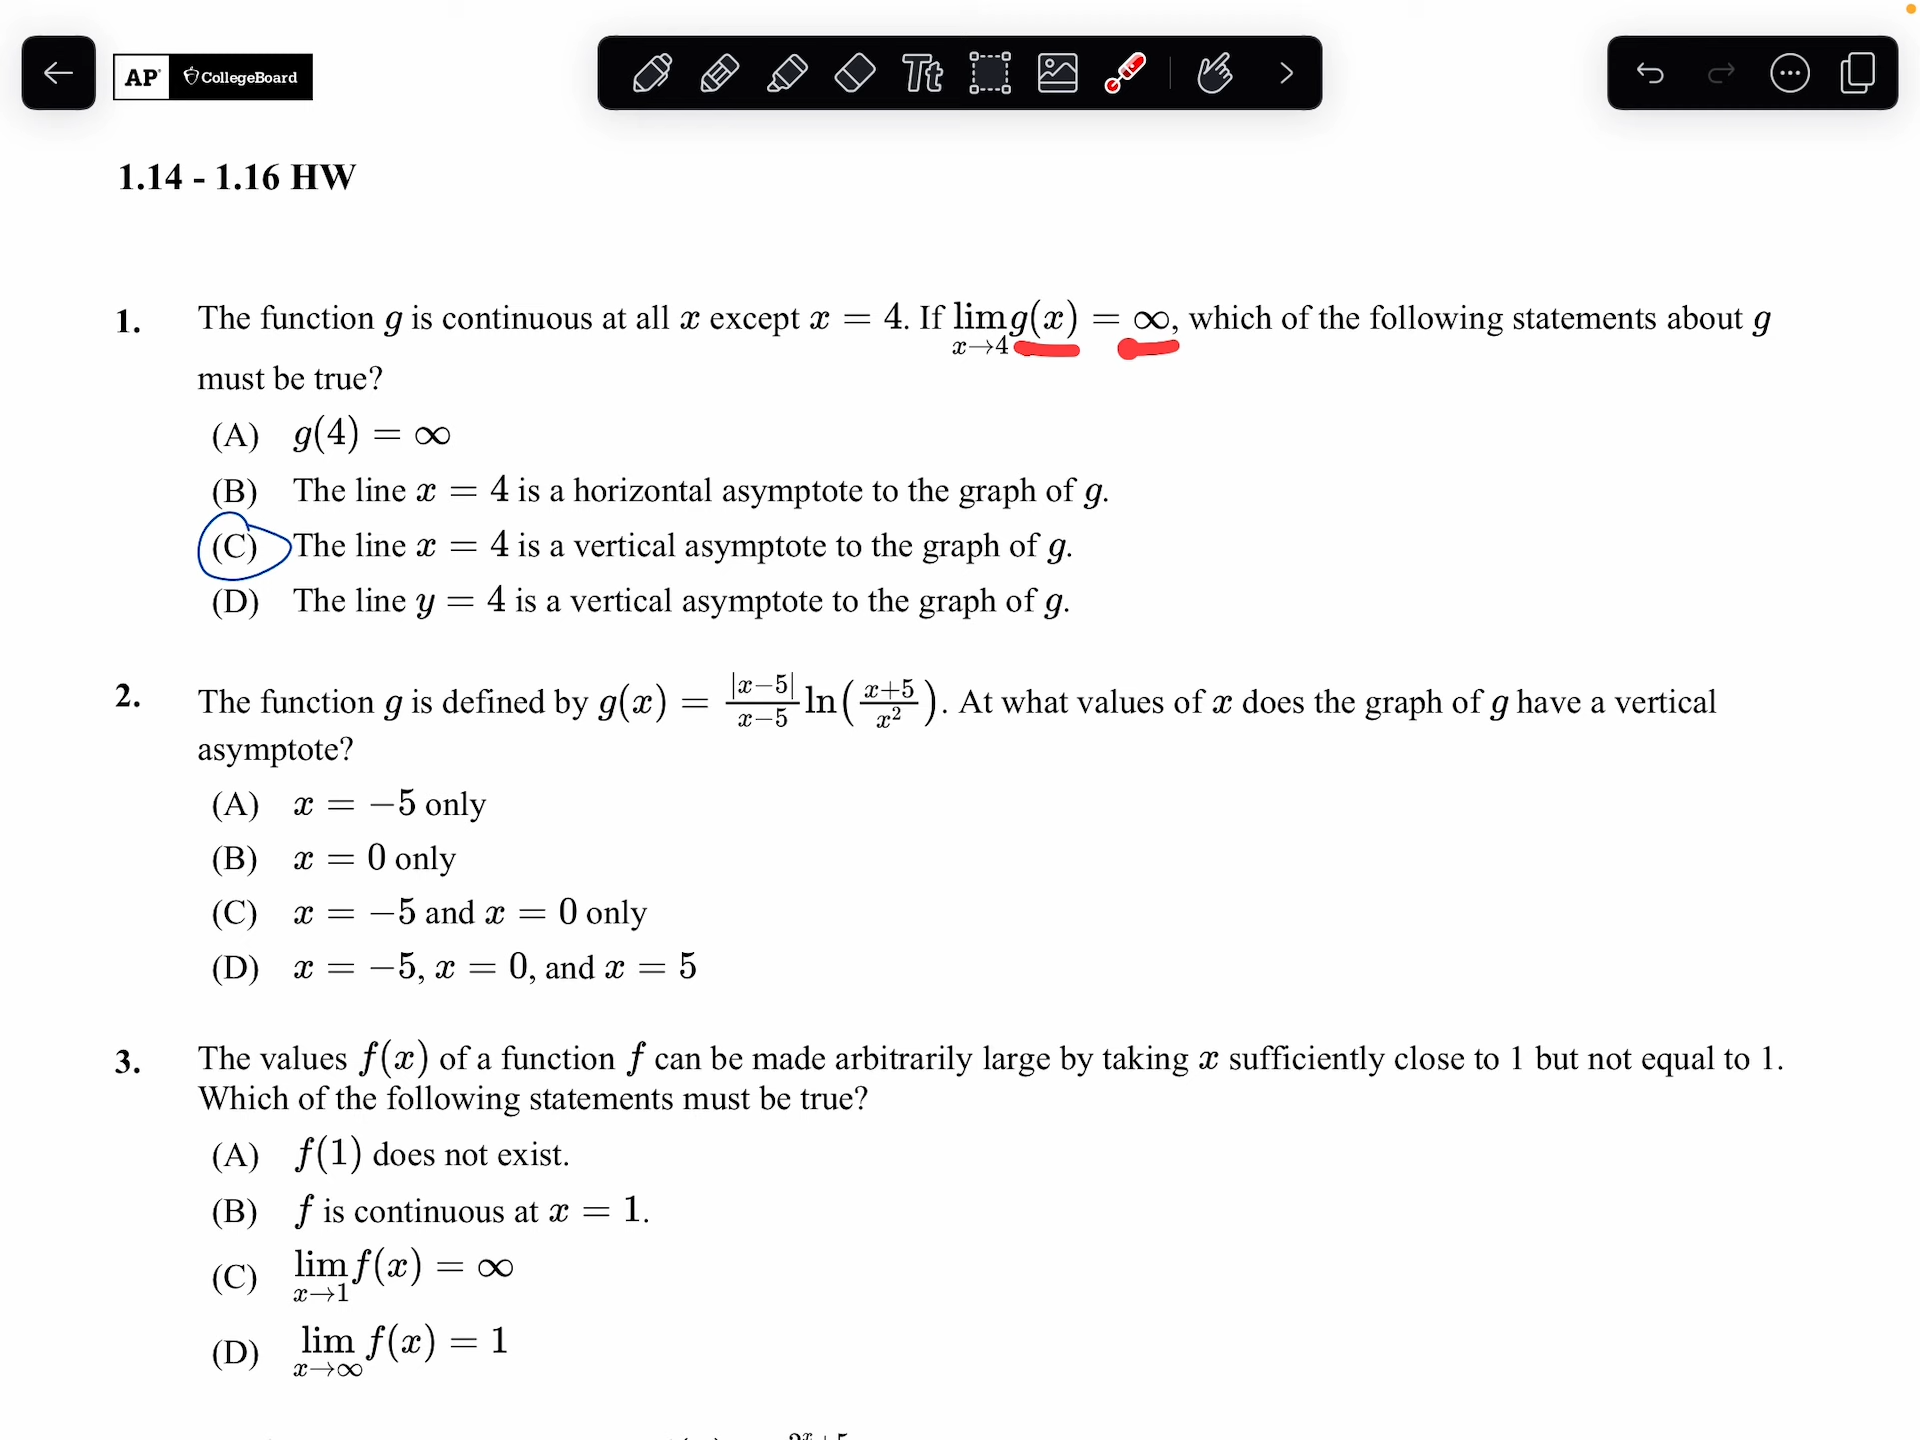 AP CollegeBoard
1.14 - 1.16 HW
1. The function g is continuous at all x except x = 4. If lim x→4 g(x) = ∞, which of the following statements about g
must be true?
(A) g(4) = ∞
(B) The line x = 4 is a horizontal asymptote to the graph of g.
(C) The line x = 4 is a vertical asymptote to the graph of g.
(D) The line y = 4 is a vertical asymptote to the graph of g.
2. The function g is defined by g(x) = |x−5|/x−5 ln(x+5/x²). At what values of x does the graph of g have a vertical
asymptote?
(A) x = −5 only
(B) x = 0 only
(C) x = −5 and x = 0 only
(D) x = −5, x = 0, and x = 5
3. The values f(x) of a function f can be made arbitrarily large by taking x sufficiently close to 1 but not equal to 1.
Which of the following statements must be true?
(A) f(1) does not exist.
(B) f is continuous at x = 1.
(C) lim x→1 f(x) = ∞
(D) lim x→∞ f(x) = 1